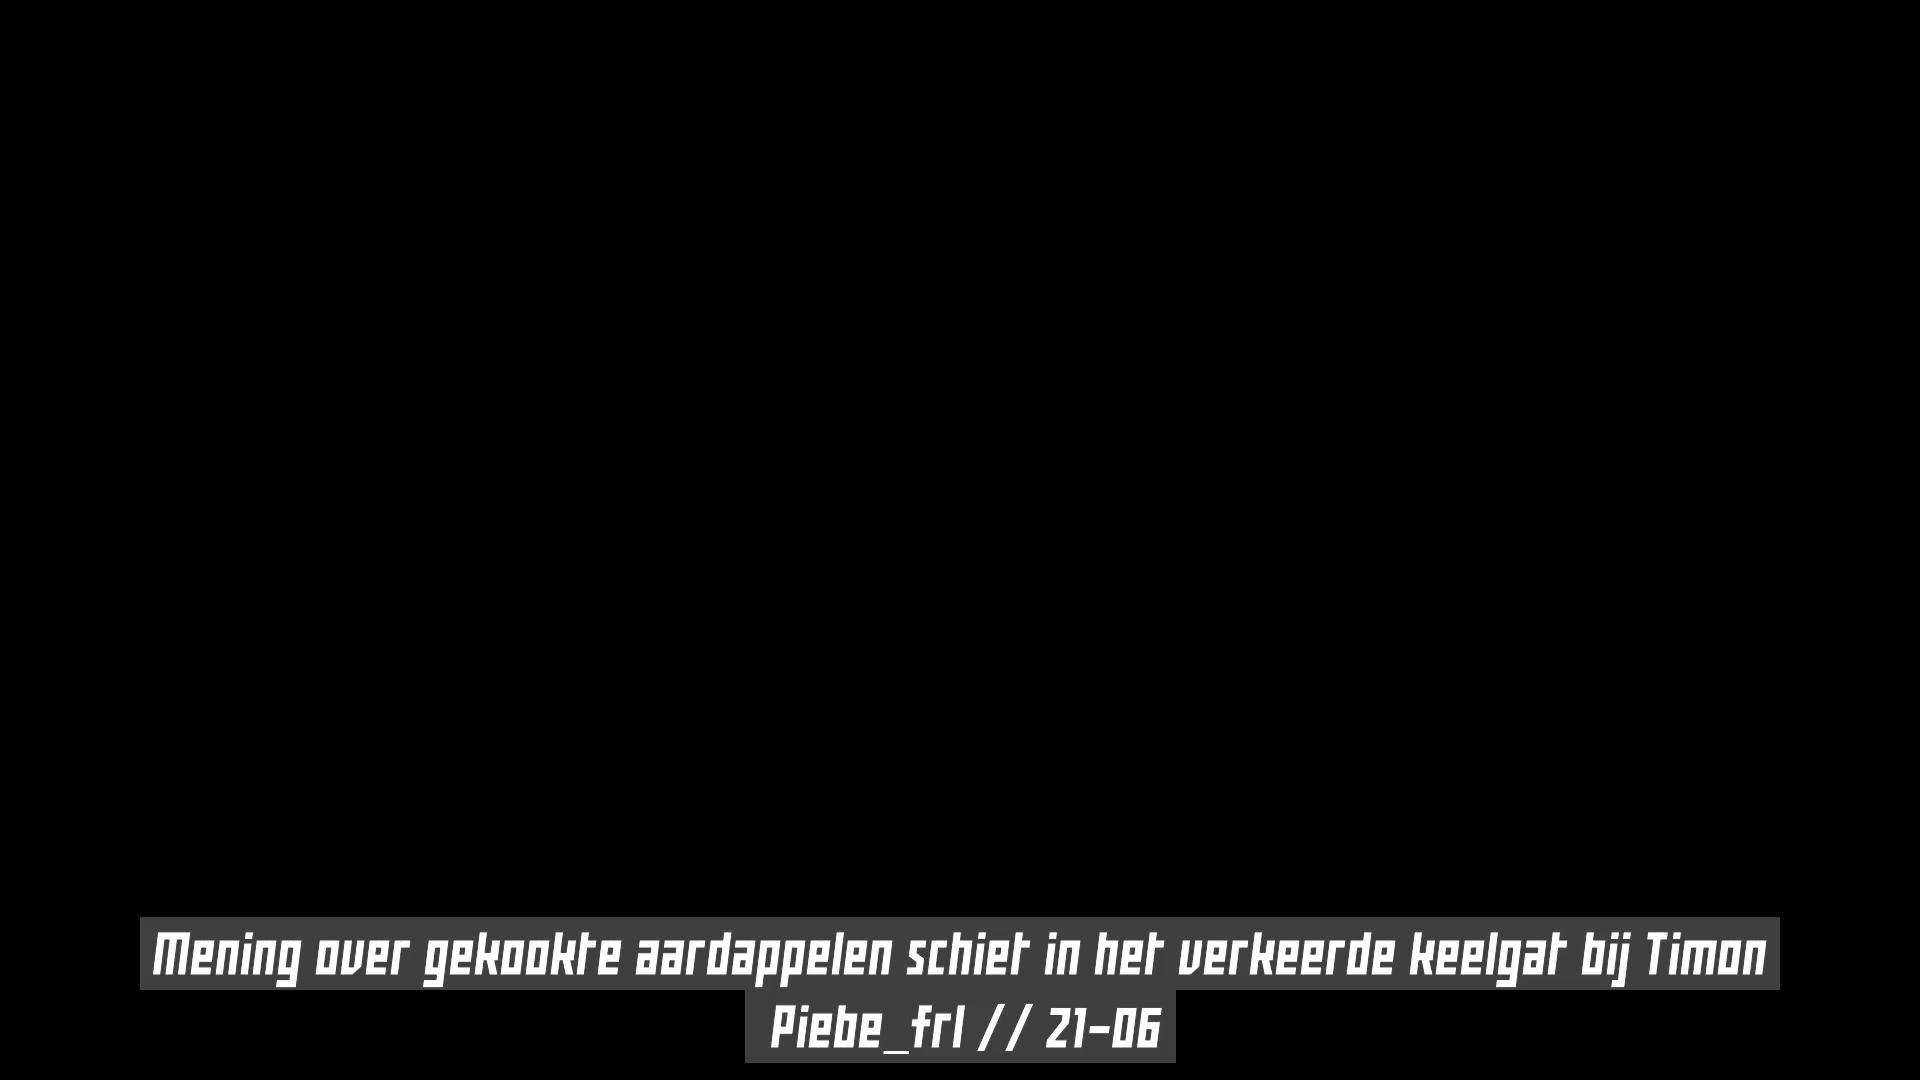 Mening over gekookte aardappelen schiet in het verkeerde keelgat bij Timon
Piebe_frl // 21-06